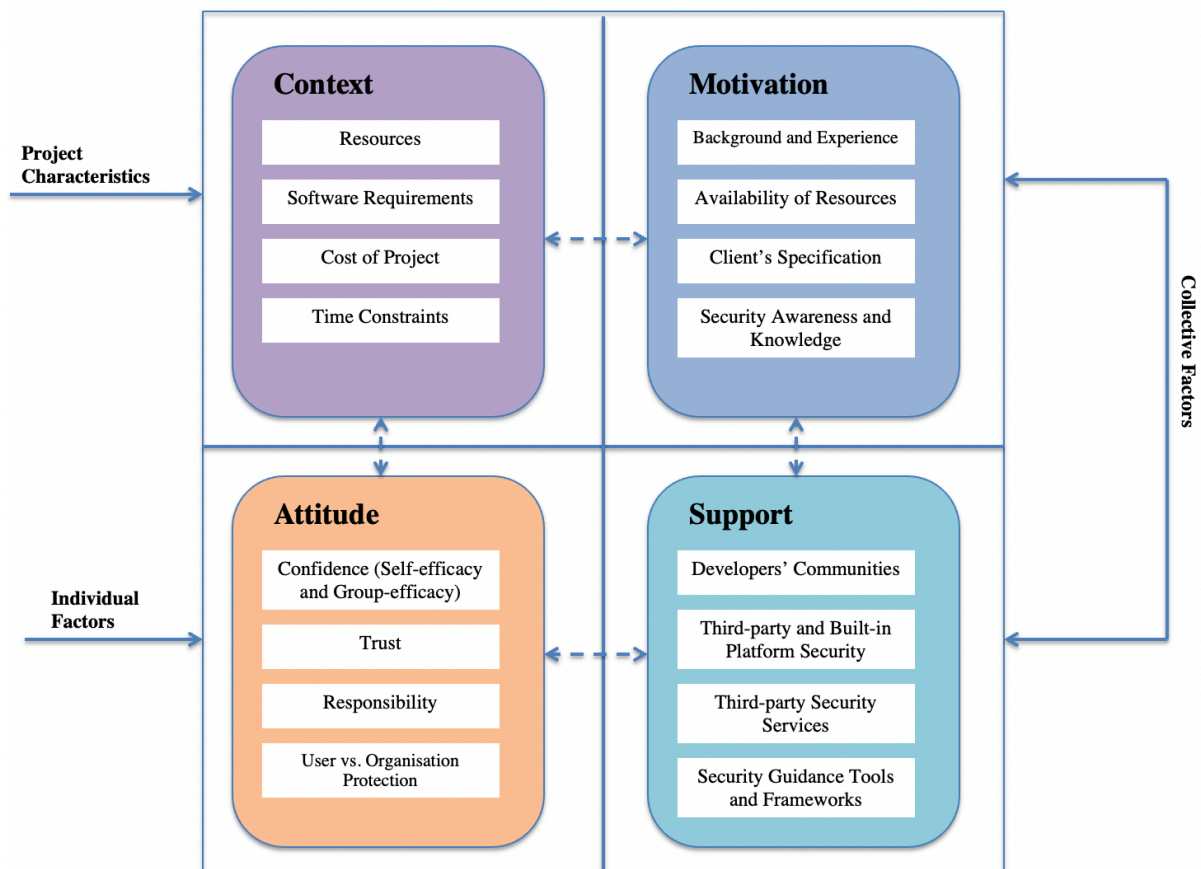 Project
Characteristics
Context
Resources
Software Requirements
Cost of Project
Time Constraints
Motivation
Background and Experience
Availability of Resources
Client’s Specification
Security Awareness and
Knowledge
Collective Factors
Individual
Factors
Attitude
Confidence (Self-efficacy
and Group-efficacy)
Trust
Responsibility
User vs. Organisation
Protection
Support
Developers’ Communities
Third-party and Built-in
Platform Security
Third-party Security
Services
Security Guidance Tools
and Frameworks